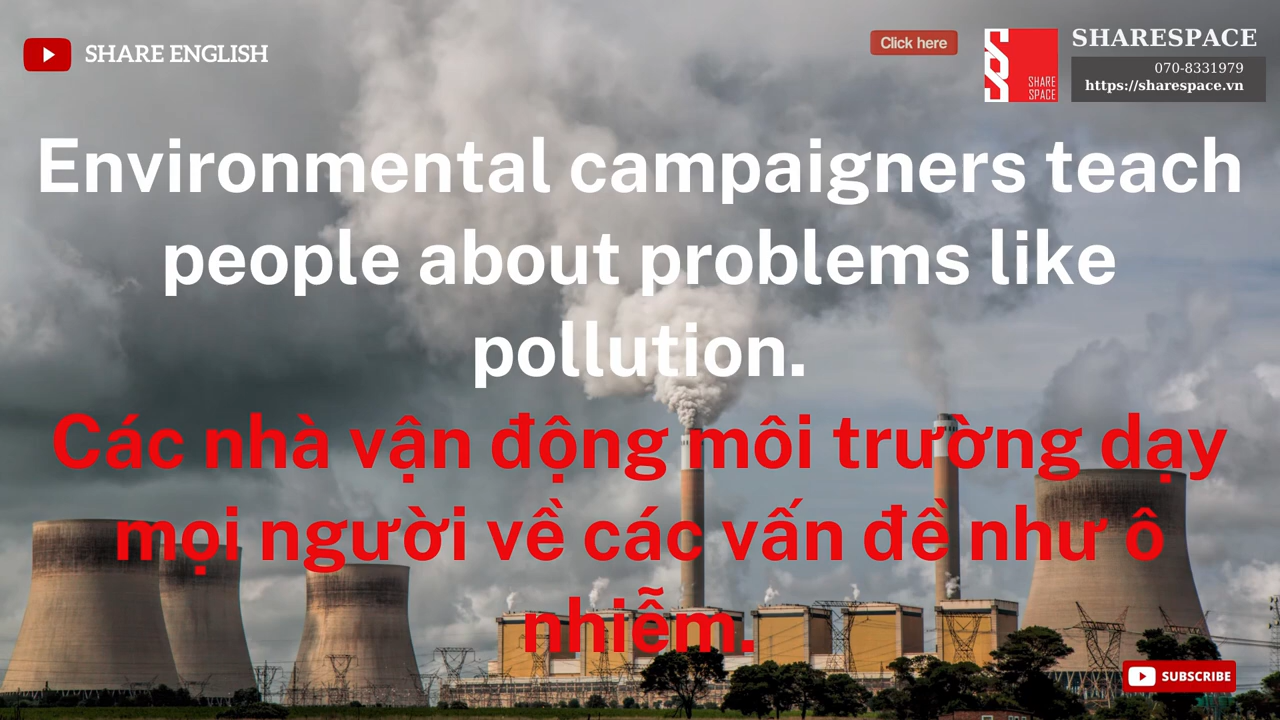 SHARE ENGLISH
Click here
SHARE
SPACE
SHARESPACE
070-8331979
https://sharespace.vn
Environmental campaigners teach
people about problems like
pollution.
Các nhà vận động môi trường dạy
mọi người về các vấn đề như ô
nhiễm.
SUBSCRIBE